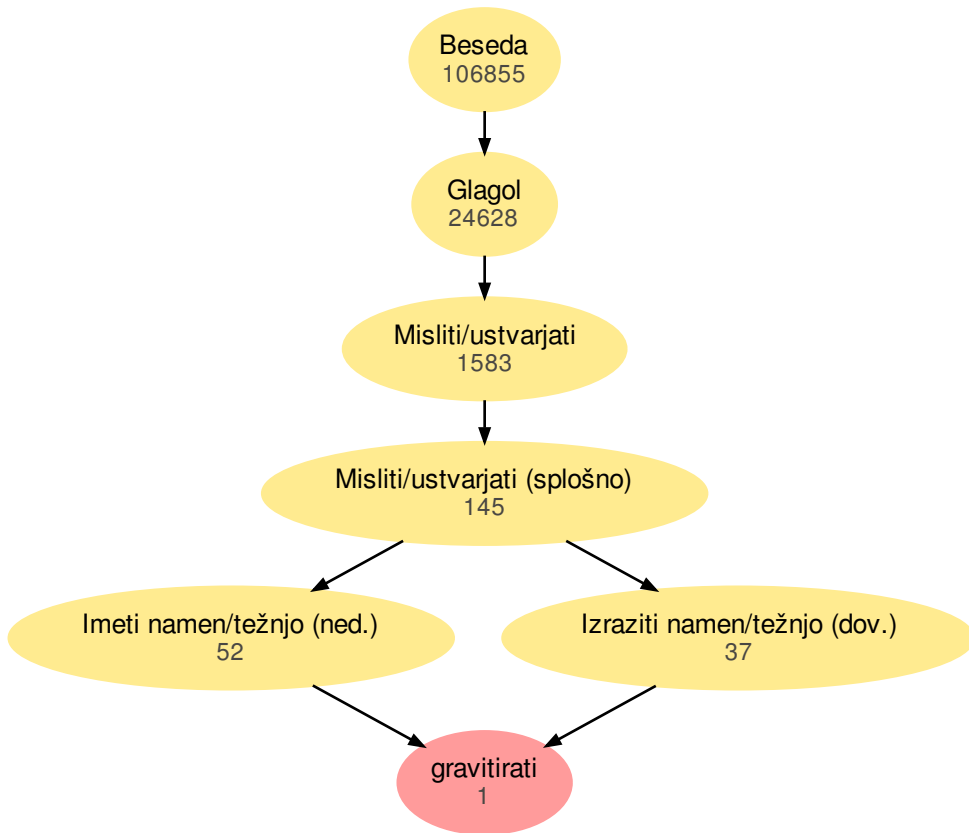 Beseda
106855
Glagol
24628
Misliti/ustvarjati
1583
Misliti/ustvarjati (splošno)
145
Imeti namen/težnjo (ned.)
52
Izraziti namen/težnjo (dov.)
37
gravitirati
1